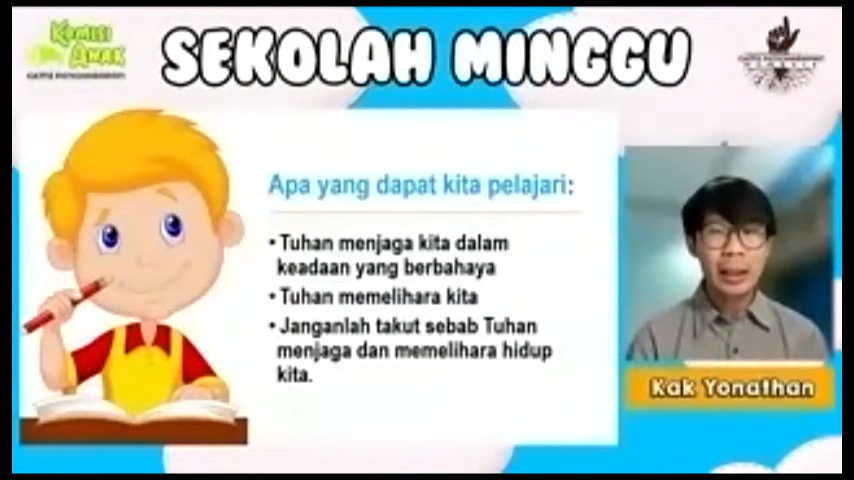 Komisi
Anak
SEKOLAH MINGGU
Apa yang dapat kita pelajari:
• Tuhan menjaga kita dalam
keadaan yang berbahaya
• Tuhan memelihara kita
• Janganlah takut sebab Tuhan
menjaga dan memelihara hidup
kita.
Kak Yonathan